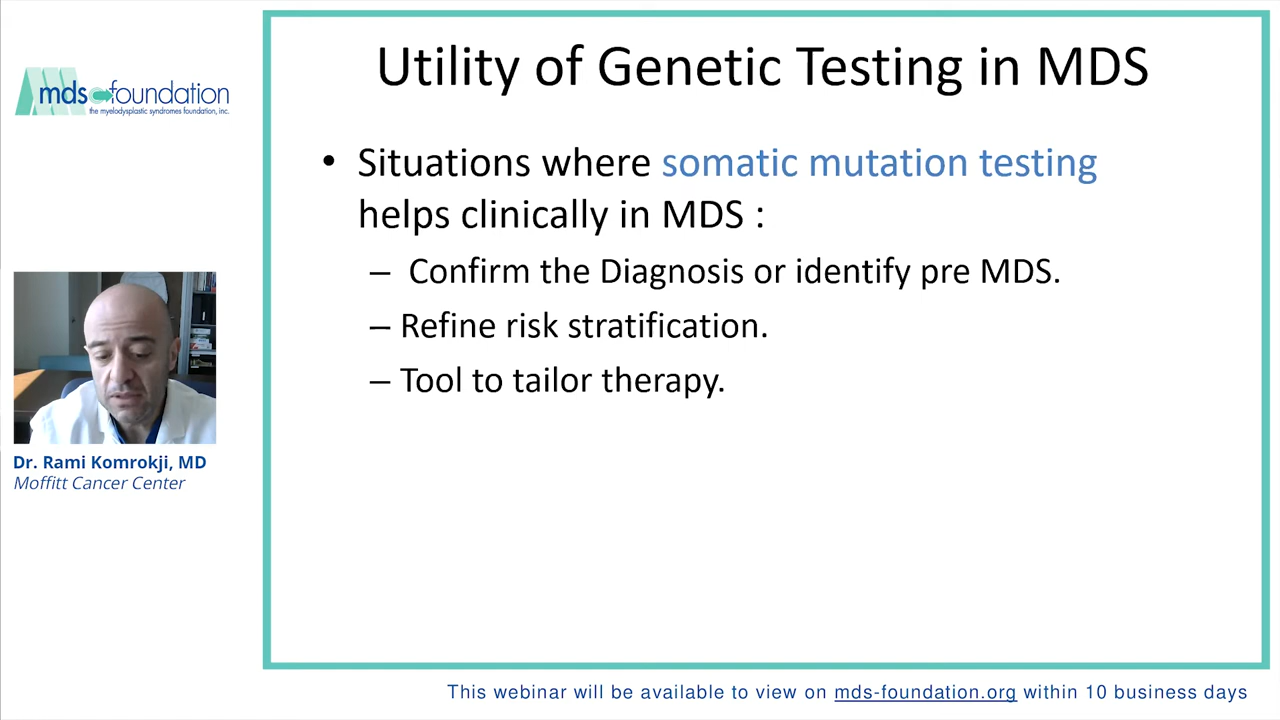 mds foundation
the myelodysplastic syndromes foundation, inc.
Dr. Rami Komrokji, MD
Moffitt Cancer Center
Utility of Genetic Testing in MDS
• Situations where somatic mutation testing
helps clinically in MDS :
– Confirm the Diagnosis or identify pre MDS.
– Refine risk stratification.
– Tool to tailor therapy.
This webinar will be available to view on mds-foundation.org within 10 business days